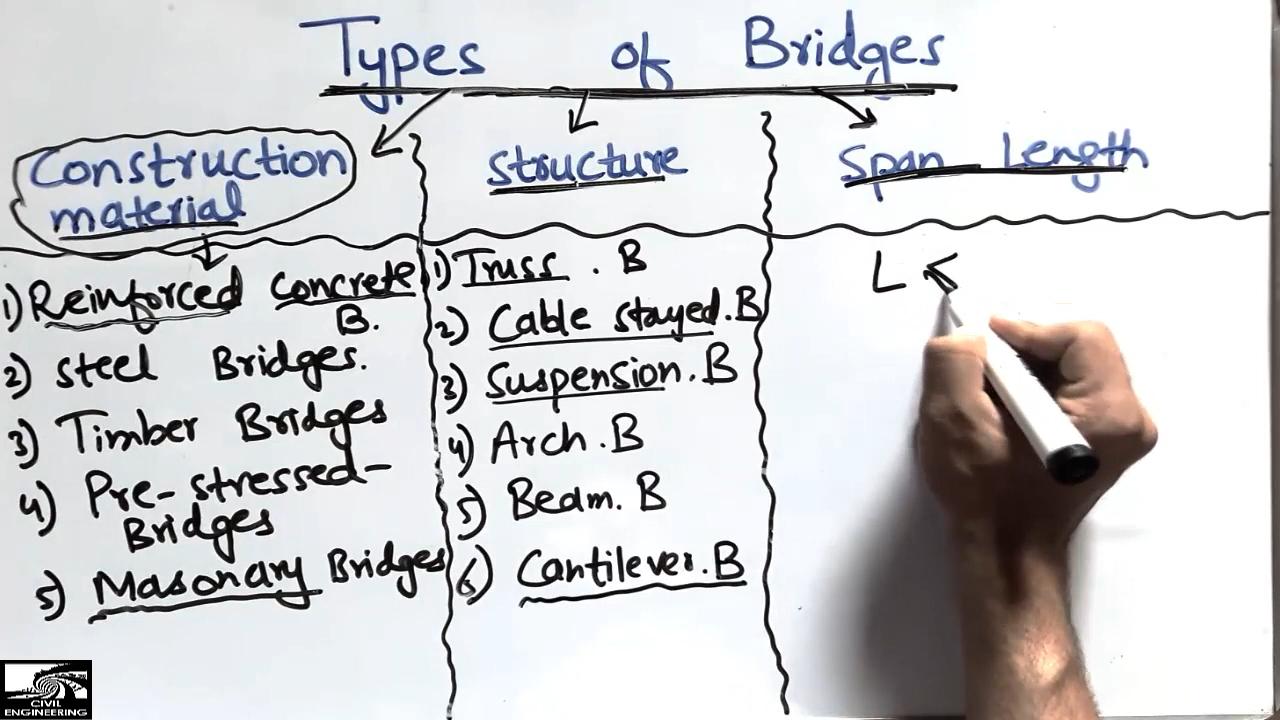 Types of Bridges
Construction
material
structure
Span Length
1) Reinforced concrete
B.
2) steel Bridges.
3) Timber Bridges
4) Pre-stressed-
Bridges
5) Masonary Bridges
1) Truss . B
2) Cable stayed. B
3) Suspension. B
4) Arch . B
5) Beam. B
6) Cantilever. B
L <
CIVIL
ENGINEERING